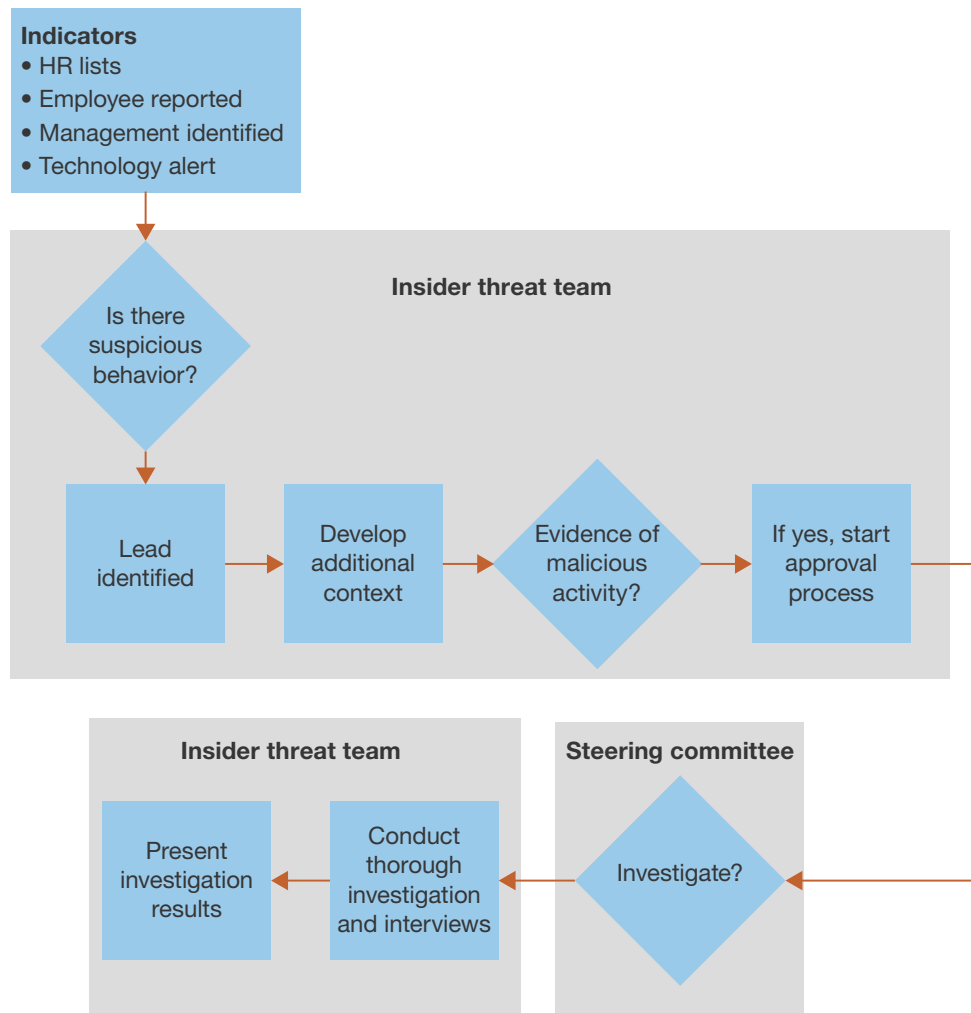 Indicators
• HR lists
• Employee reported
• Management identified
• Technology alert
Insider threat team
Is there
suspicious
behavior?
Lead
identified
Develop
additional
context
Evidence of
malicious
activity?
If yes, start
approval
process
Insider threat team
Present
investigation
results
Conduct
thorough
investigation
and interviews
Steering committee
Investigate?